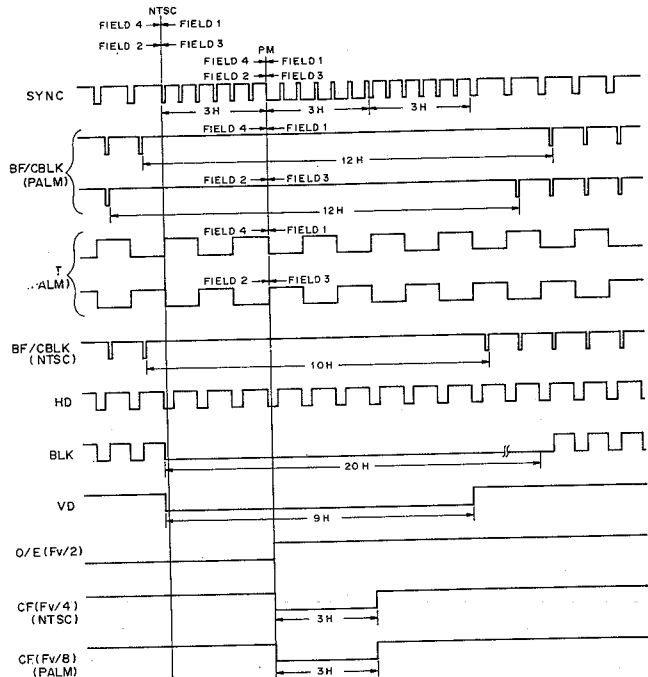 NTSC
FIELD 4 FIELD 1
FIELD 2 FIELD 3
PM
FIELD 4 FIELD 1
FIELD 2 FIELD 3
SYNC
3H 3H 3H
FIELD 4 FIELD 1
12H
BF/CBLK
(PALM)
FIELD 2 FIELD 3
12H
FIELD 4 FIELD 1
T
(.ALM)
FIELD 2 FIELD 3
BF/CBLK
(NTSC)
10H
HD
BLK
20H
VD
9H
O/E(Fv/2)
CF(Fv/4)
(NTSC)
3H
CF(Fv/8)
(PALM)
3H